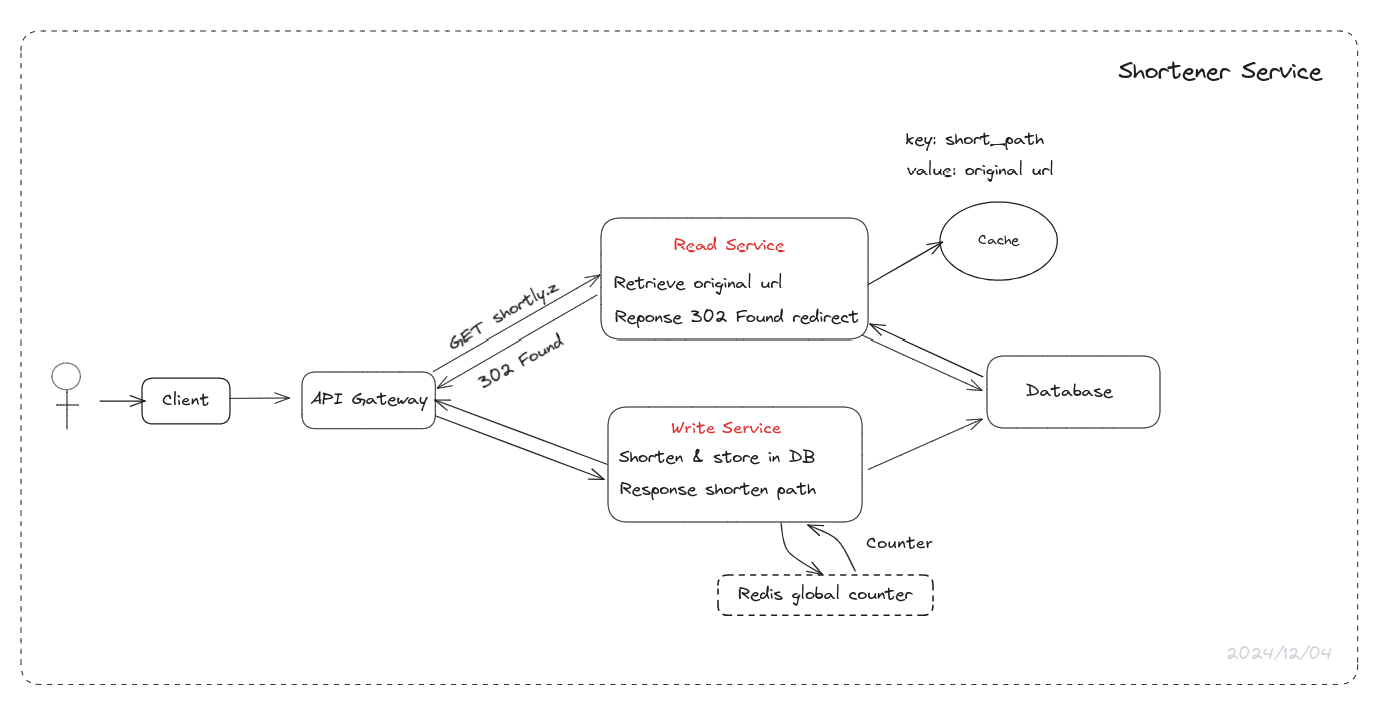 Shortener Service
key: short_path
value: original url
Cache
Read Service
Retrieve original url
Reponse 302 Found redirect
GET shortly.z
302 Found
Client
API Gateway
Database
Write Service
Shorten & store in DB
Response shorten path
Counter
Redis global counter
2024/12/04